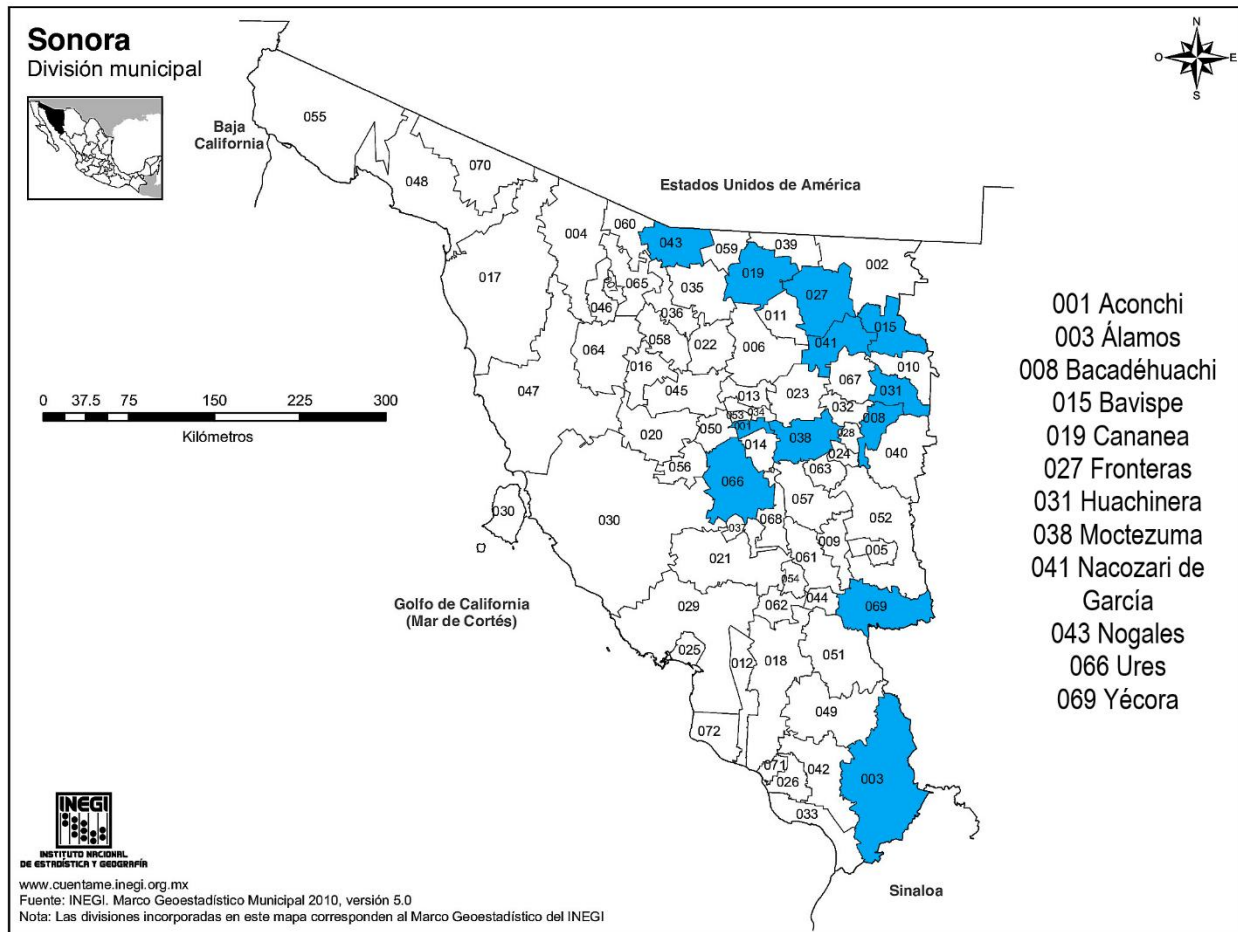 Sonora
División municipal
N
O
E
S
Baja
California
Estados Unidos de América
055
070
048
060
004
043
059
039
002
019
017
065
035
027
046
036
011
015
041
058
064
022
006
016
010
067
047
045
031
013
023
032
053
034
008
001
050
028
020
014
038
024
040
056
063
066
057
030
030
068
052
037
009
005
021
061
054
044
069
029
062
025
012
018
051
049
072
071
042
026
003
033
0
37.5
75
150
225
300
Kilómetros
Golfo de California
(Mar de Cortés)
Sinaloa
001 Aconchi
003 Álamos
008 Bacadéhuachi
015 Bavispe
019 Cananea
027 Fronteras
031 Huachinera
038 Moctezuma
041 Nacozari de
García
043 Nogales
066 Ures
069 Yécora
INEGI
INSTITUTO NACIONAL
DE ESTADÍSTICA Y GEOGRAFÍA
www.cuentame.inegi.org.mx
Fuente: INEGI. Marco Geoestadístico Municipal 2010, versión 5.0
Nota: Las divisiones incorporadas en este mapa corresponden al Marco Geoestadístico del INEGI